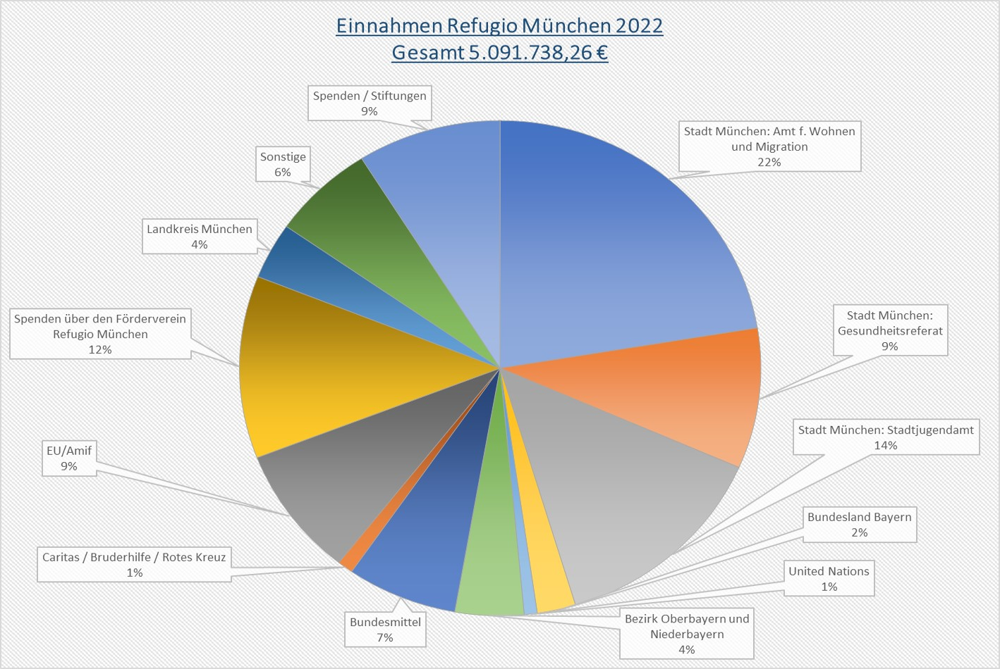 Einnahmen Refugio München 2022
Gesamt 5.091.738,26 €
Spenden / Stiftungen
9%
Stadt München: Amt f. Wohnen
und Migration
22%
Sonstige
6%
Landkreis München
4%
Stadt München:
Gesundheitsreferat
9%
Spenden über den Förderverein
Refugio München
12%
Stadt München: Stadtjugendamt
14%
EU/Amif
9%
Bundesland Bayern
2%
Caritas / Bruderhilfe / Rotes Kreuz
1%
United Nations
1%
Bundesmittel
7%
Bezirk Oberbayern und
Niederbayern
4%